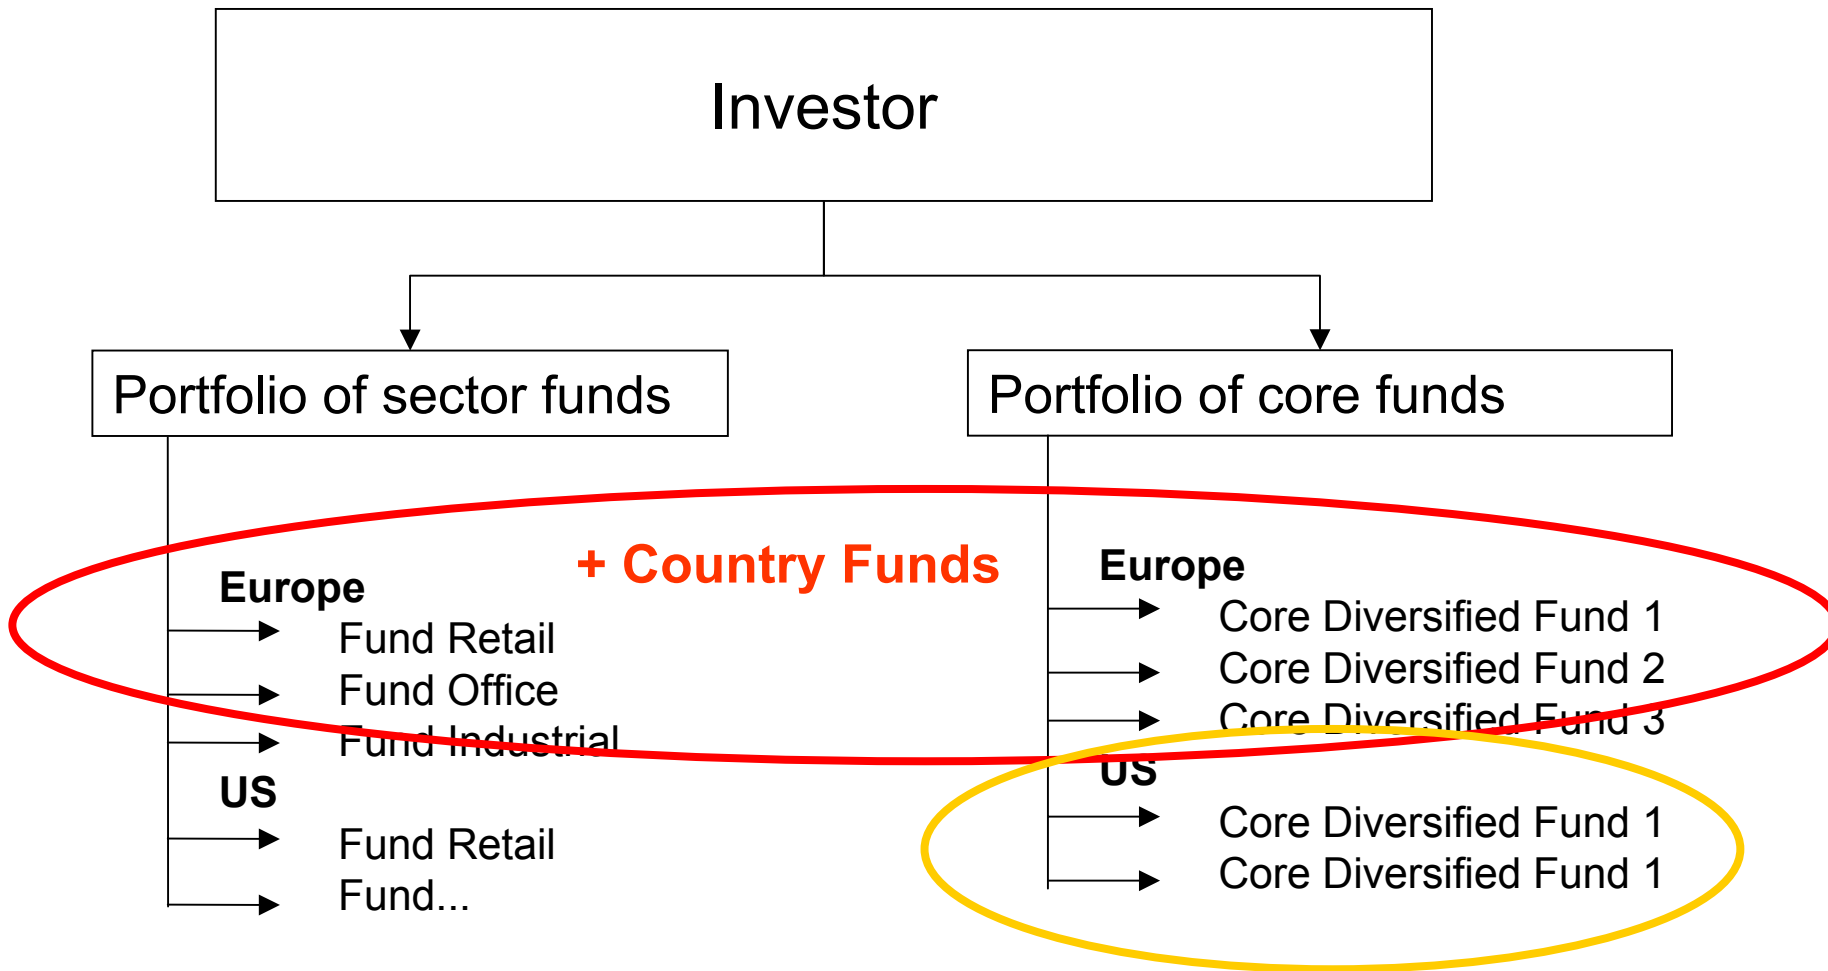 Investor
Portfolio of sector funds
Portfolio of core funds
+ Country Funds
Europe
Fund Retail
Fund Office
Fund Industrial
US
Fund Retail
Fund...
Europe
Core Diversified Fund 1
Core Diversified Fund 2
Core Diversified Fund 3
US
Core Diversified Fund 1
Core Diversified Fund 1